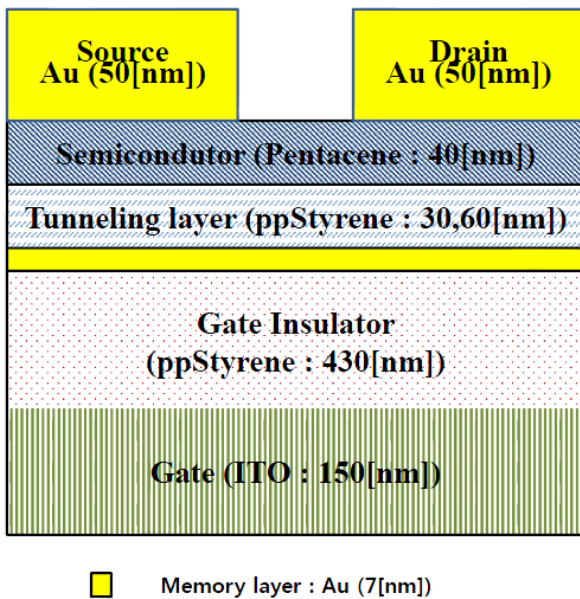 Source
Au (50[nm])
Drain
Au (50[nm])
Semicondutor (Pentacene : 40[nm])
Tunneling layer (ppStyrene : 30,60[nm])
Gate Insulator
(ppStyrene : 430[nm])
Gate (ITO : 150[nm])
Memory layer : Au (7[nm])